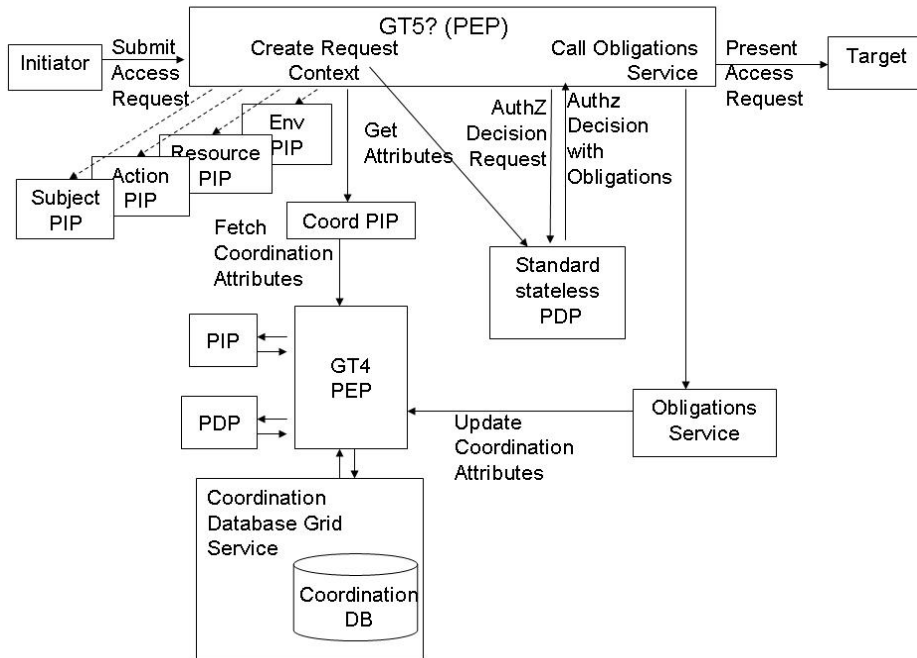 GT5? (PEP)
Initiator
Submit
Access
Request
Create Request
Context
Call Obligations
Service
Present
Access
Request
Target
Env
PIP
Resource
PIP
Action
PIP
Subject
PIP
Get
Attributes
AuthZ
Decision
Request
Authz
Decision
with
Obligations
Coord PIP
Fetch
Coordination
Attributes
Standard
stateless
PDP
PIP
GT4
PEP
PDP
Update
Coordination
Attributes
Obligations
Service
Coordination
Database Grid
Service
Coordination
DB